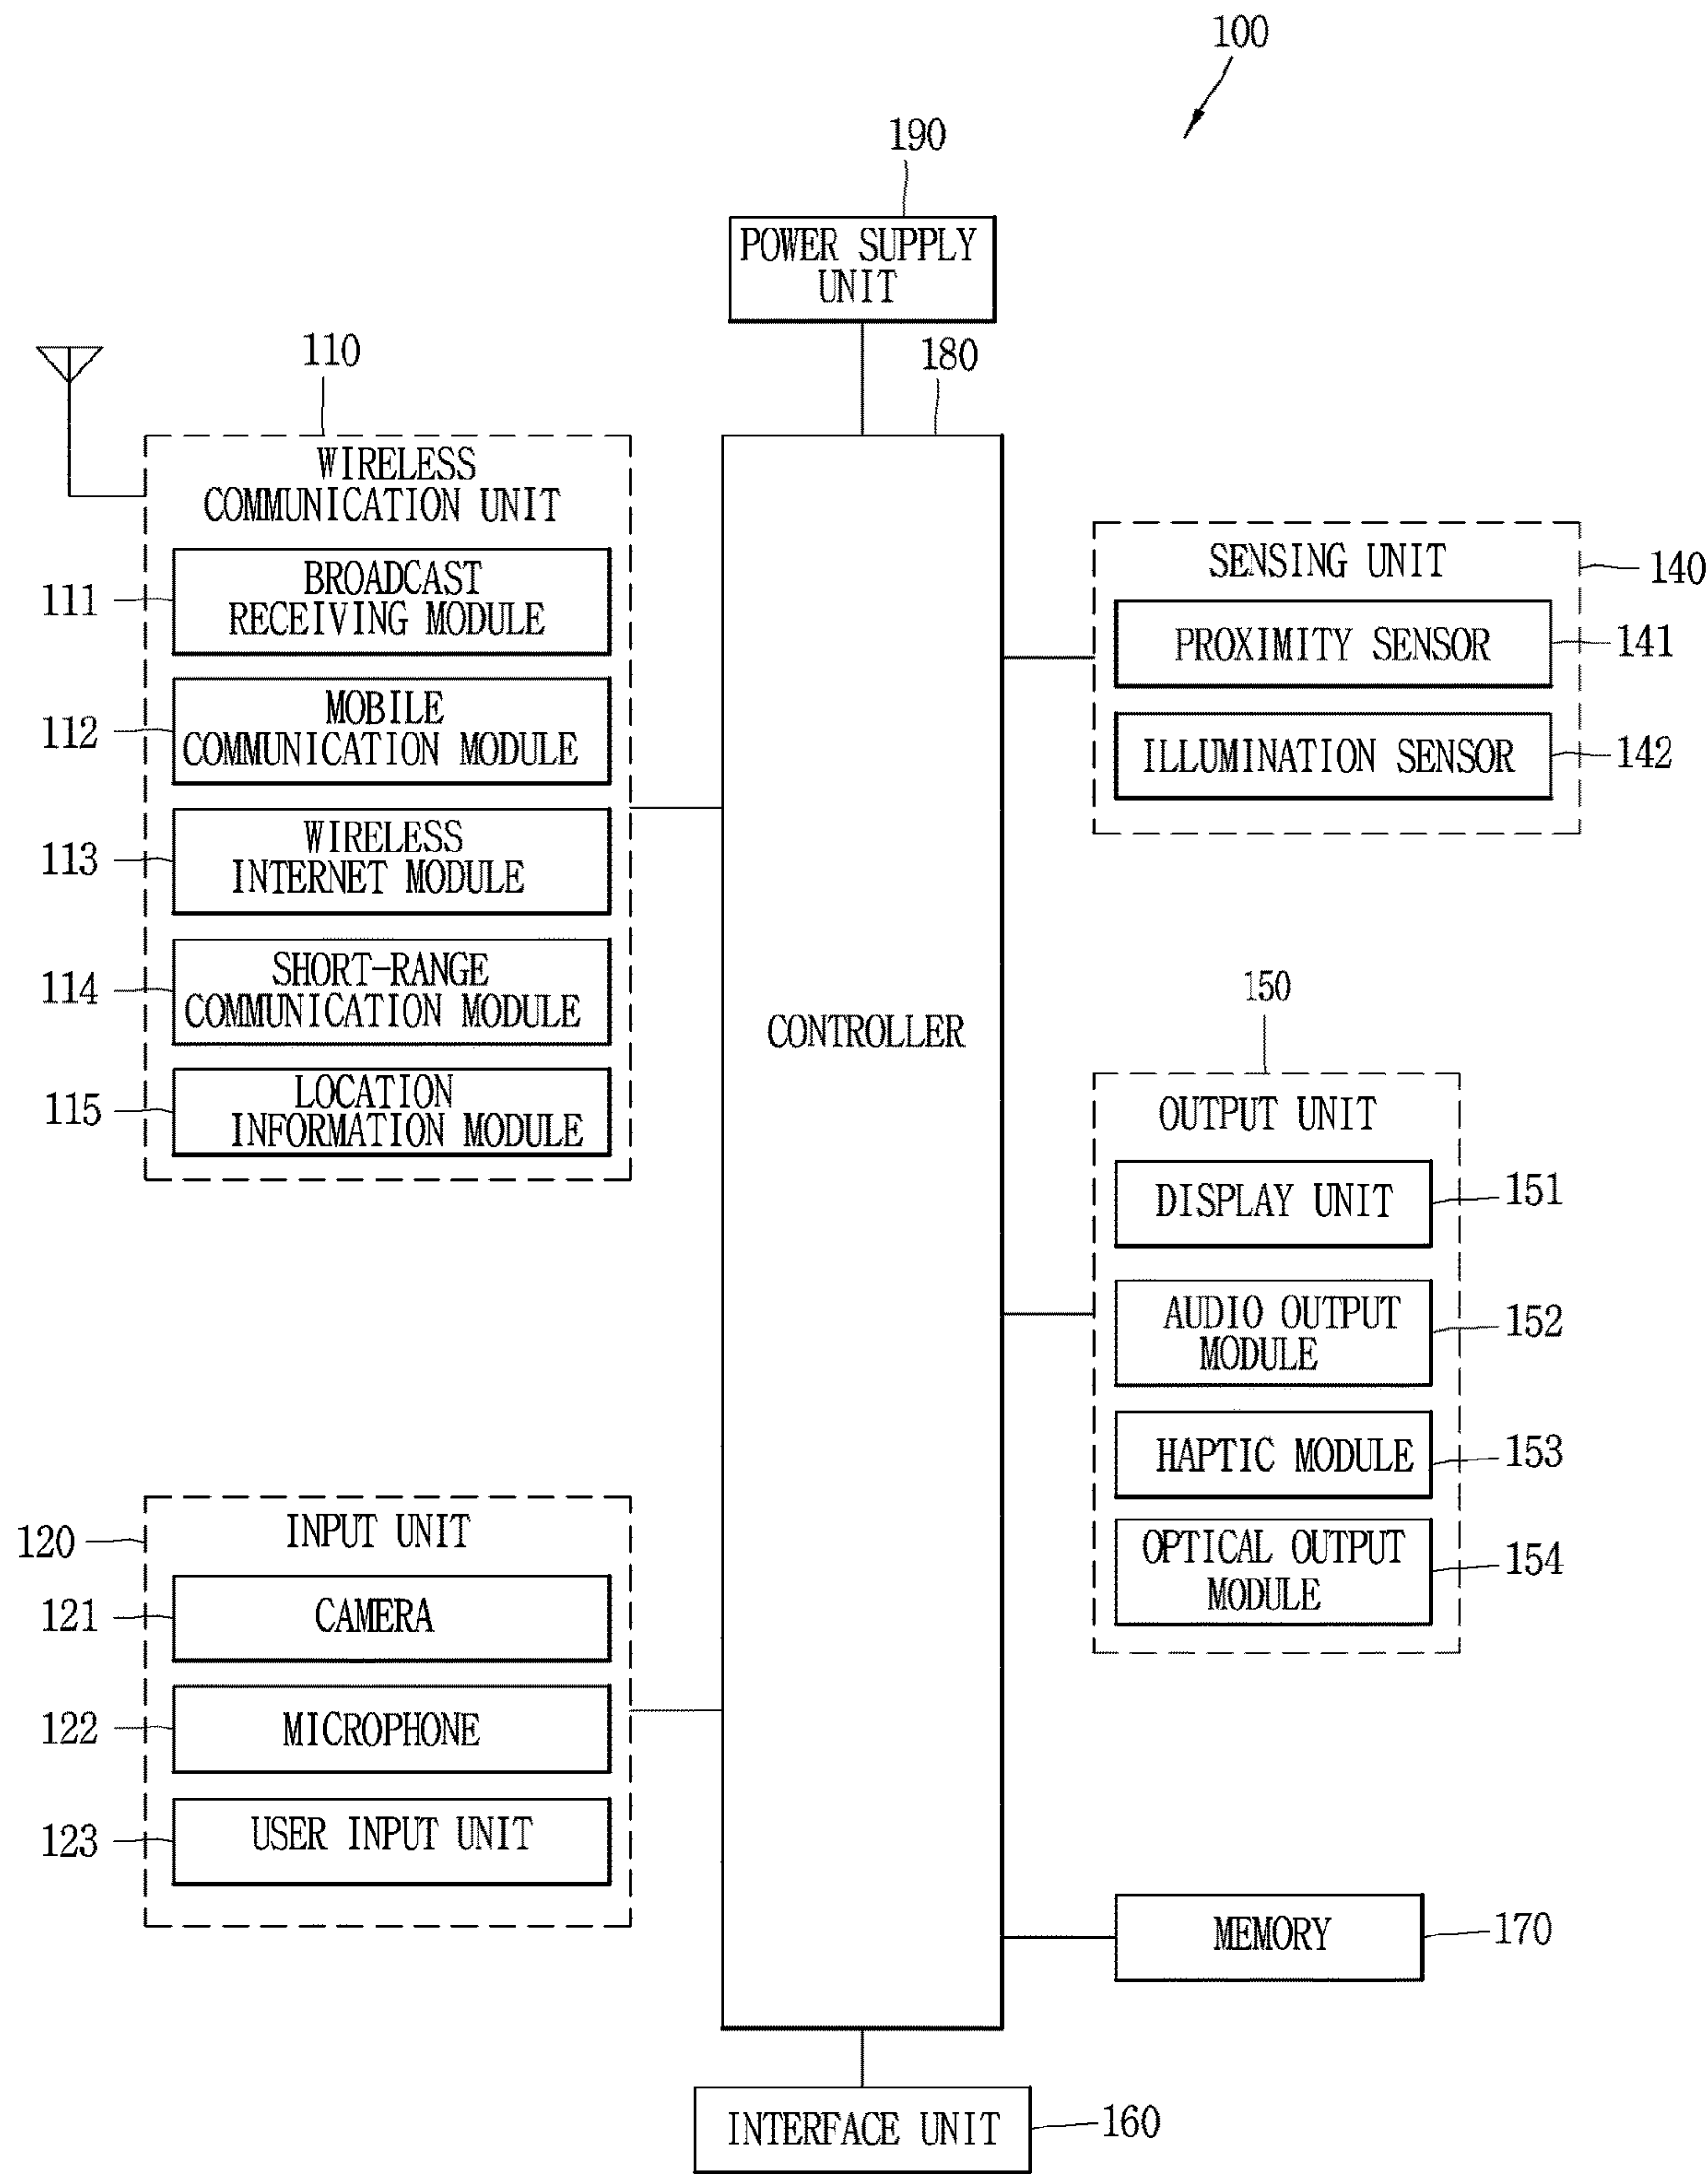 100
190
POWER SUPPLY
UNIT
180
110
WIRELESS
COMMUNICATION UNIT
111
BROADCAST
RECEIVING MODULE
112
MOBILE
COMMUNICATION MODULE
113
WIRELESS
INTERNET MODULE
114
SHORT-RANGE
COMMUNICATION MODULE
115
LOCATION
INFORMATION MODULE
120
INPUT UNIT
121
CAMERA
122
MICROPHONE
123
USER INPUT UNIT
CONTROLLER
SENSING UNIT
140
PROXIMITY SENSOR
141
ILLUMINATION SENSOR
142
150
OUTPUT UNIT
DISPLAY UNIT
151
AUDIO OUTPUT
MODULE
152
HAPTIC MODULE
153
OPTICAL OUTPUT
MODULE
154
MEMORY
170
INTERFACE UNIT
160